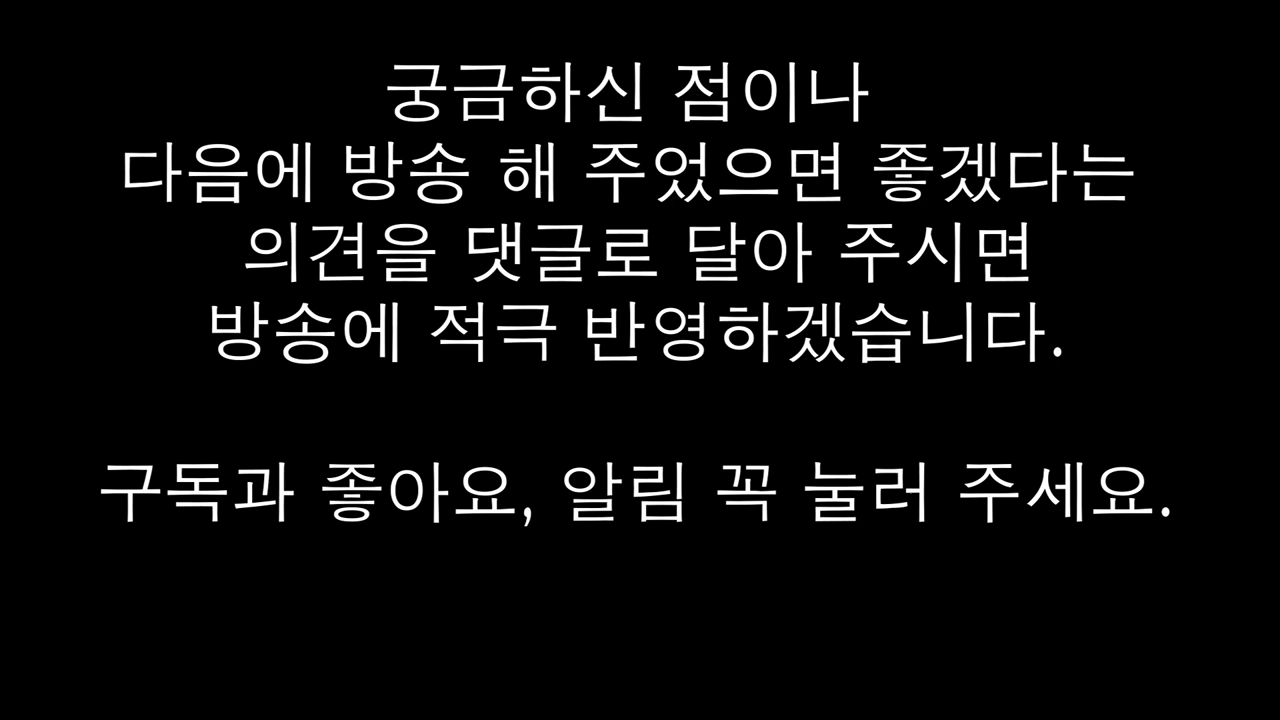 궁금하신 점이나
다음에 방송 해 주었으면 좋겠다는
의견을 댓글로 달아 주시면
방송에 적극 반영하겠습니다.
구독과 좋아요, 알림 꼭 눌러 주세요.